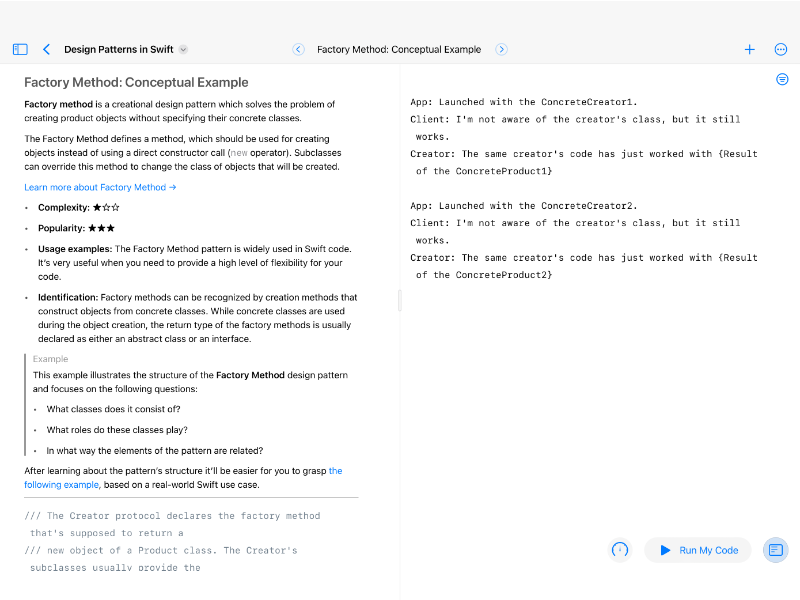 Design Patterns in Swift
Factory Method: Conceptual Example
Factory Method: Conceptual Example
Factory method is a creational design pattern which solves the problem of
creating product objects without specifying their concrete classes.
The Factory Method defines a method, which should be used for creating
objects instead of using a direct constructor call (new operator). Subclasses
can override this method to change the class of objects that will be created.
Learn more about Factory Method →
• Complexity: ★☆☆
• Popularity: ★★★
• Usage examples: The Factory Method pattern is widely used in Swift code.
It’s very useful when you need to provide a high level of flexibility for your
code.
• Identification: Factory methods can be recognized by creation methods that
construct objects from concrete classes. While concrete classes are used
during the object creation, the return type of the factory methods is usually
declared as either an abstract class or an interface.
Example
This example illustrates the structure of the Factory Method design pattern
and focuses on the following questions:
• What classes does it consist of?
• What roles do these classes play?
• In what way the elements of the pattern are related?
After learning about the pattern’s structure it’ll be easier for you to grasp the
following example, based on a real-world Swift use case.
/// The Creator protocol declares the factory method
that's supposed to return a
/// new object of a Product class. The Creator's
subclasses usually provide the
App: Launched with the ConcreteCreator1.
Client: I'm not aware of the creator's class, but it still
works.
Creator: The same creator's code has just worked with {Result
of the ConcreteProduct1}
App: Launched with the ConcreteCreator2.
Client: I'm not aware of the creator's class, but it still
works.
Creator: The same creator's code has just worked with {Result
of the ConcreteProduct2}
Run My Code